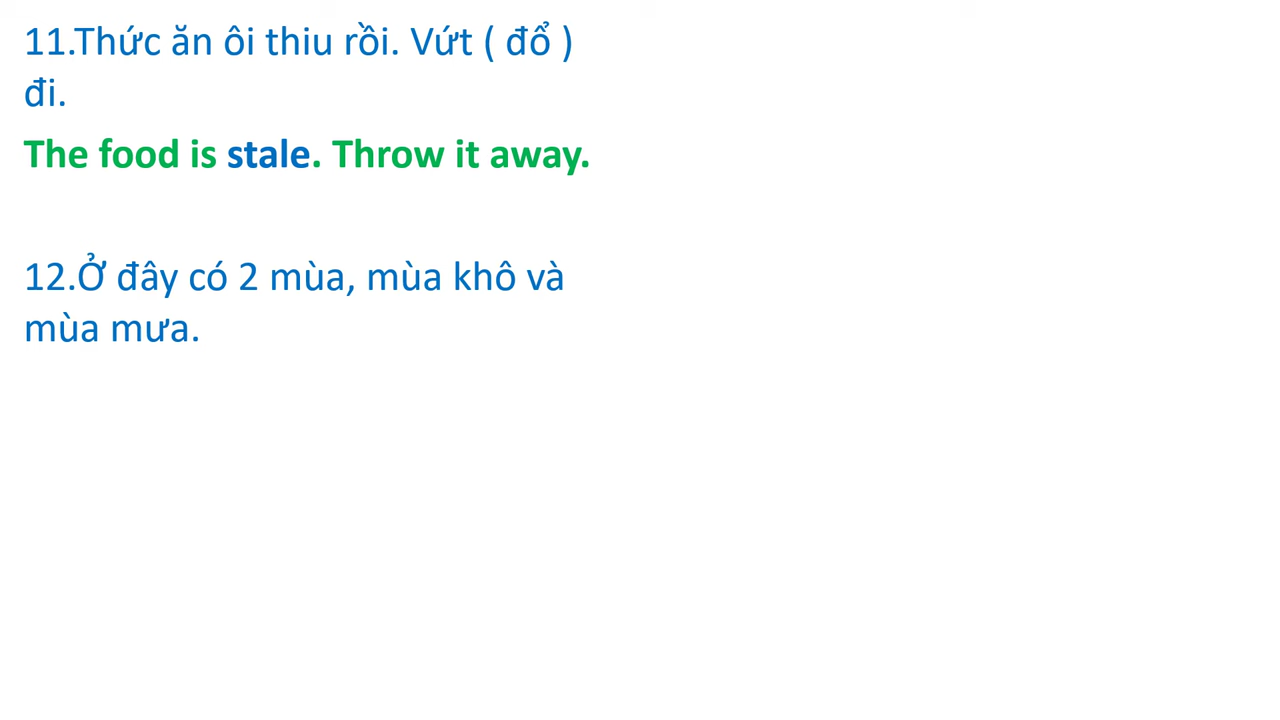 11.Thức ăn ôi thiu rồi. Vứt ( đổ )
đi.
The food is stale. Throw it away.
12.Ở đây có 2 mùa, mùa khô và
mùa mưa.